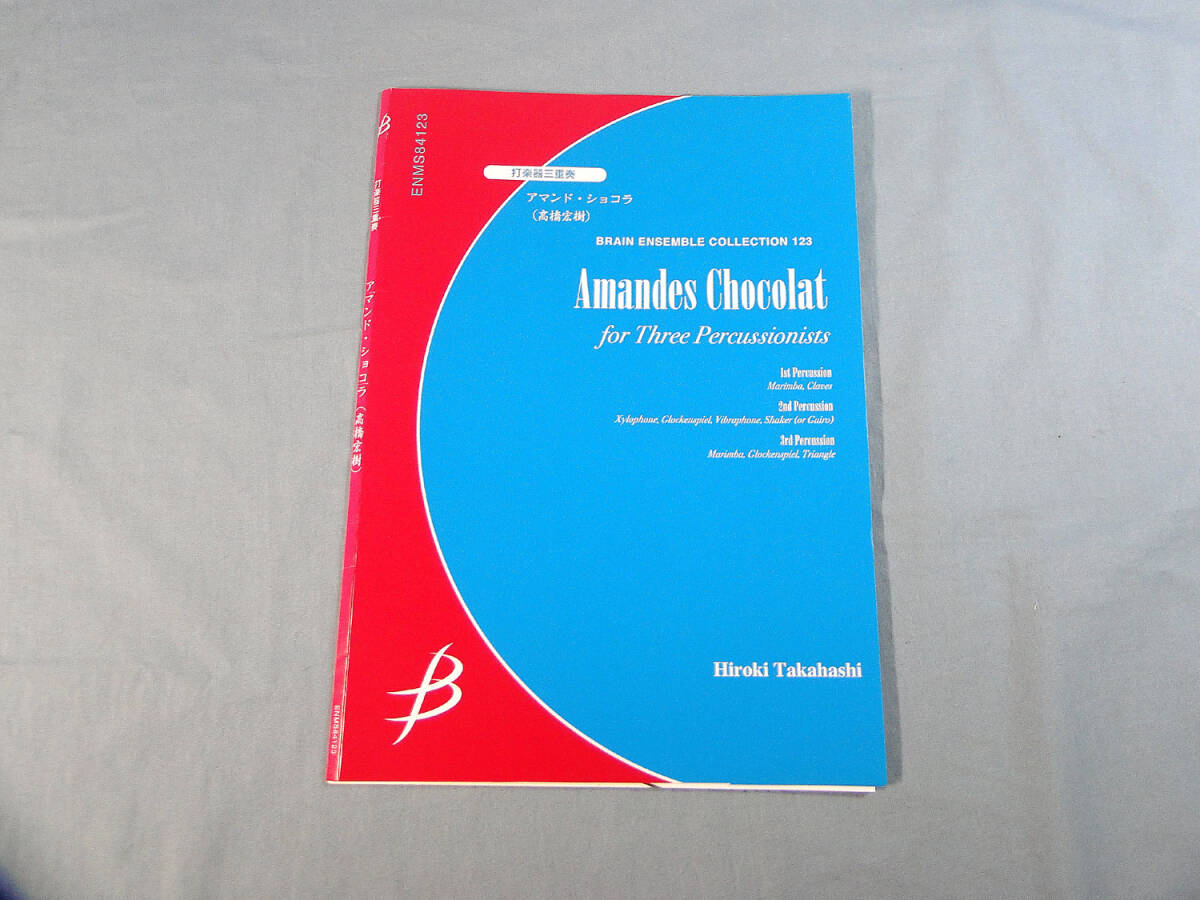 ENMS84123
打楽器三重奏
アマンド・ショコラ
(高橋宏樹)
BRAIN ENSEMBLE COLLECTION 123
Amandes Chocolat
for Three Percussionists
1st Percussion
Marimba, Claves
2nd Percussion
Xylophone, Glockenspiel, Vibraphone, Shaker (or Guiro)
3rd Percussion
Marimba, Glockenspiel, Triangle
Hiroki Takahashi
B
B
打楽器三重奏
アマンド・ショコラ(高橋宏樹)
ENMS84123